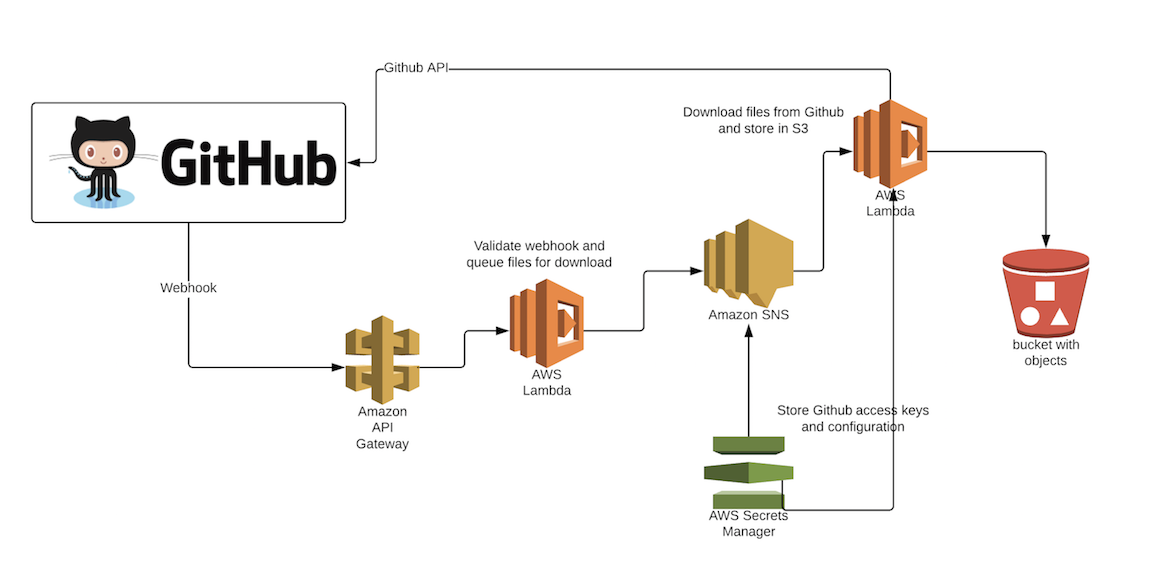 Github API
Download files from Github
and store in S3
GitHub
AWS
Lambda
Validate webhook and
queue files for download
Webhook
Amazon SNS
bucket with
objects
AWS
Lambda
Amazon
API
Gateway
Store Github access keys
and configuration
AWS Secrets
Manager